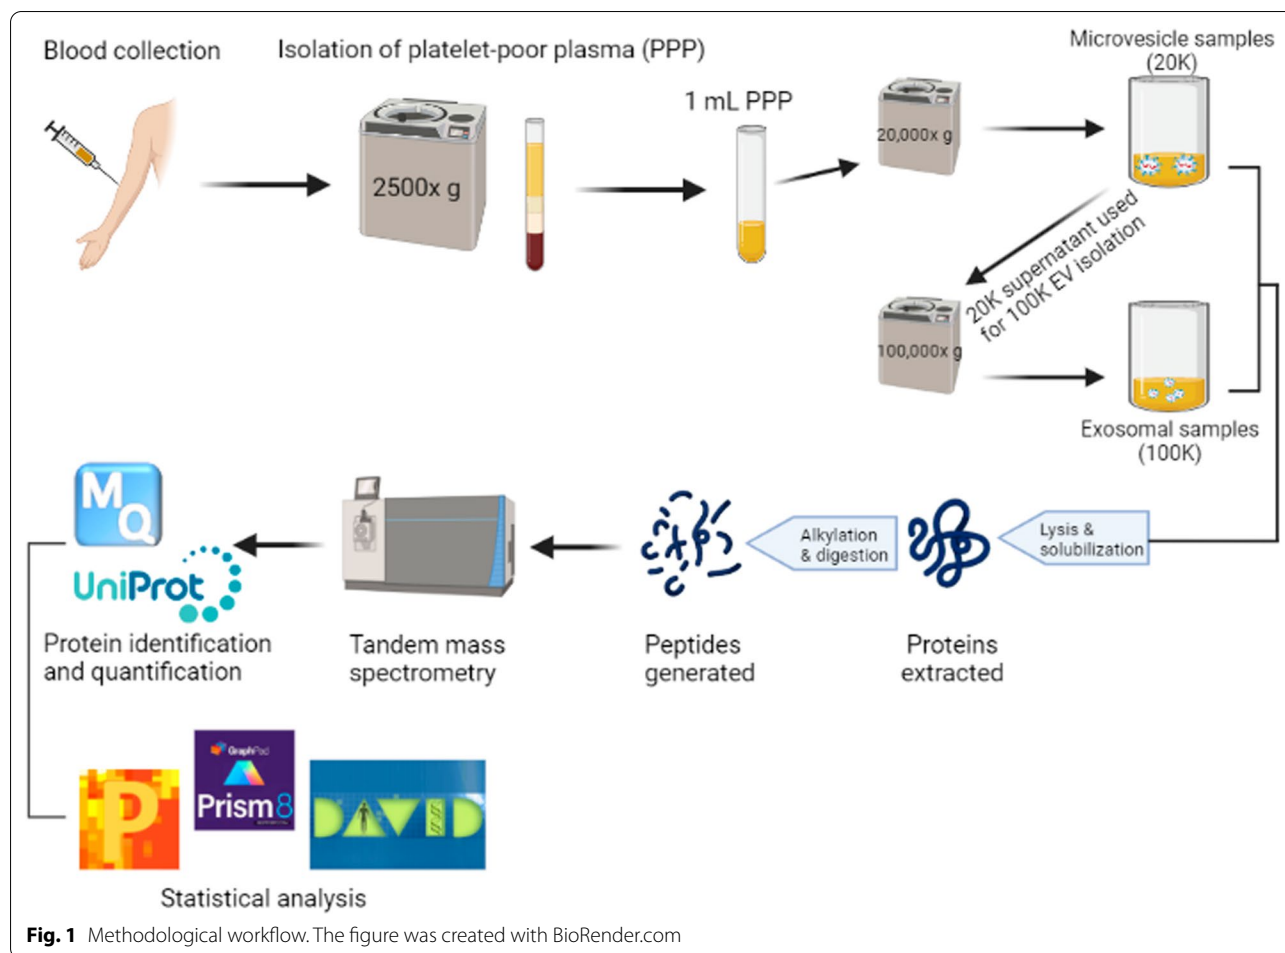 Blood collection
Isolation of platelet-poor plasma (PPP)
Microvesicle samples
(20K)
1 mL PPP
2500x g
20,000x g
20K supernatant used
for 100K EV isolation
100,000x g
Exosomal samples
(100K)
Lysis &
solubilization
Alkylation
& digestion
MQ
UniProt
Protein identification
and quantification
Tandem mass
spectrometry
Peptides
generated
Proteins
extracted
P
GraphPad
Prism 8
DAVID
Statistical analysis
Fig. 1 Methodological workflow. The figure was created with BioRender.com